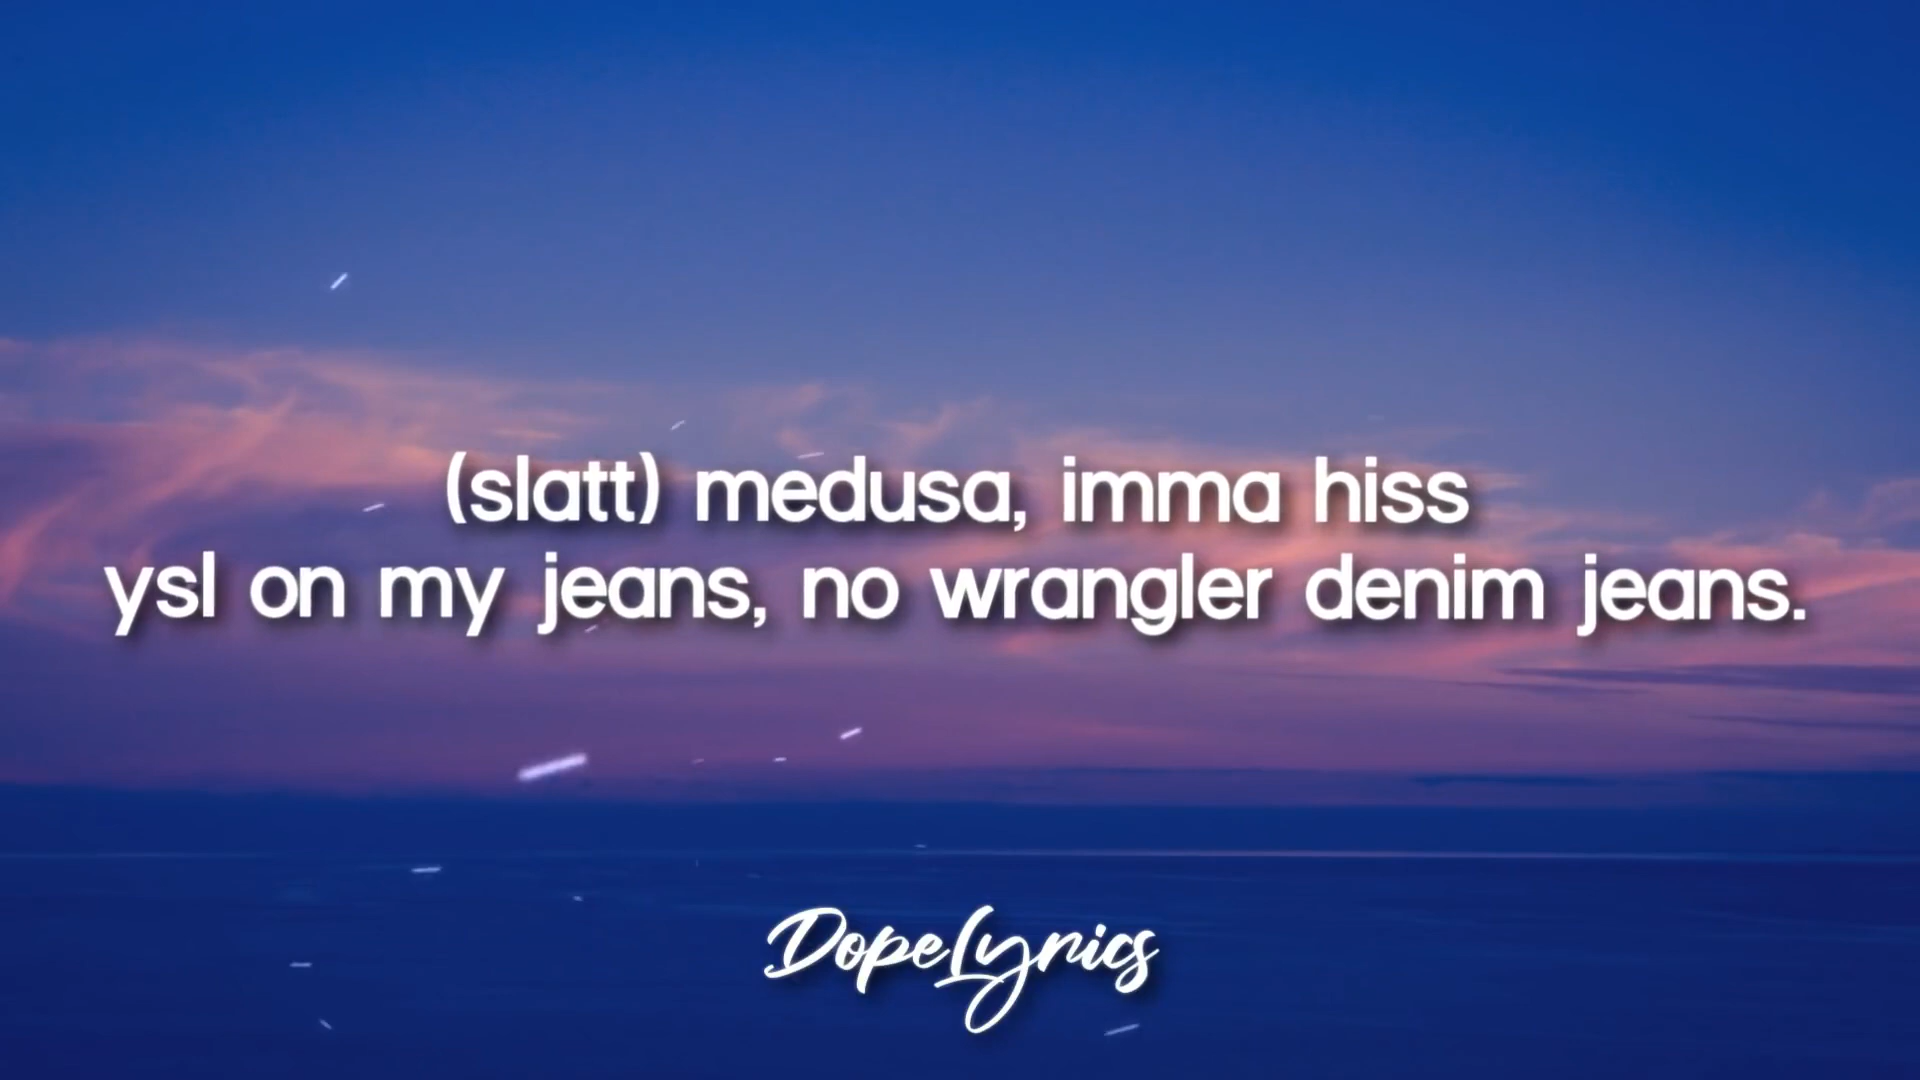 (slatt) medusa, imma hiss
ysl on my jeans, no wrangler denim jeans.
DopeLyrics